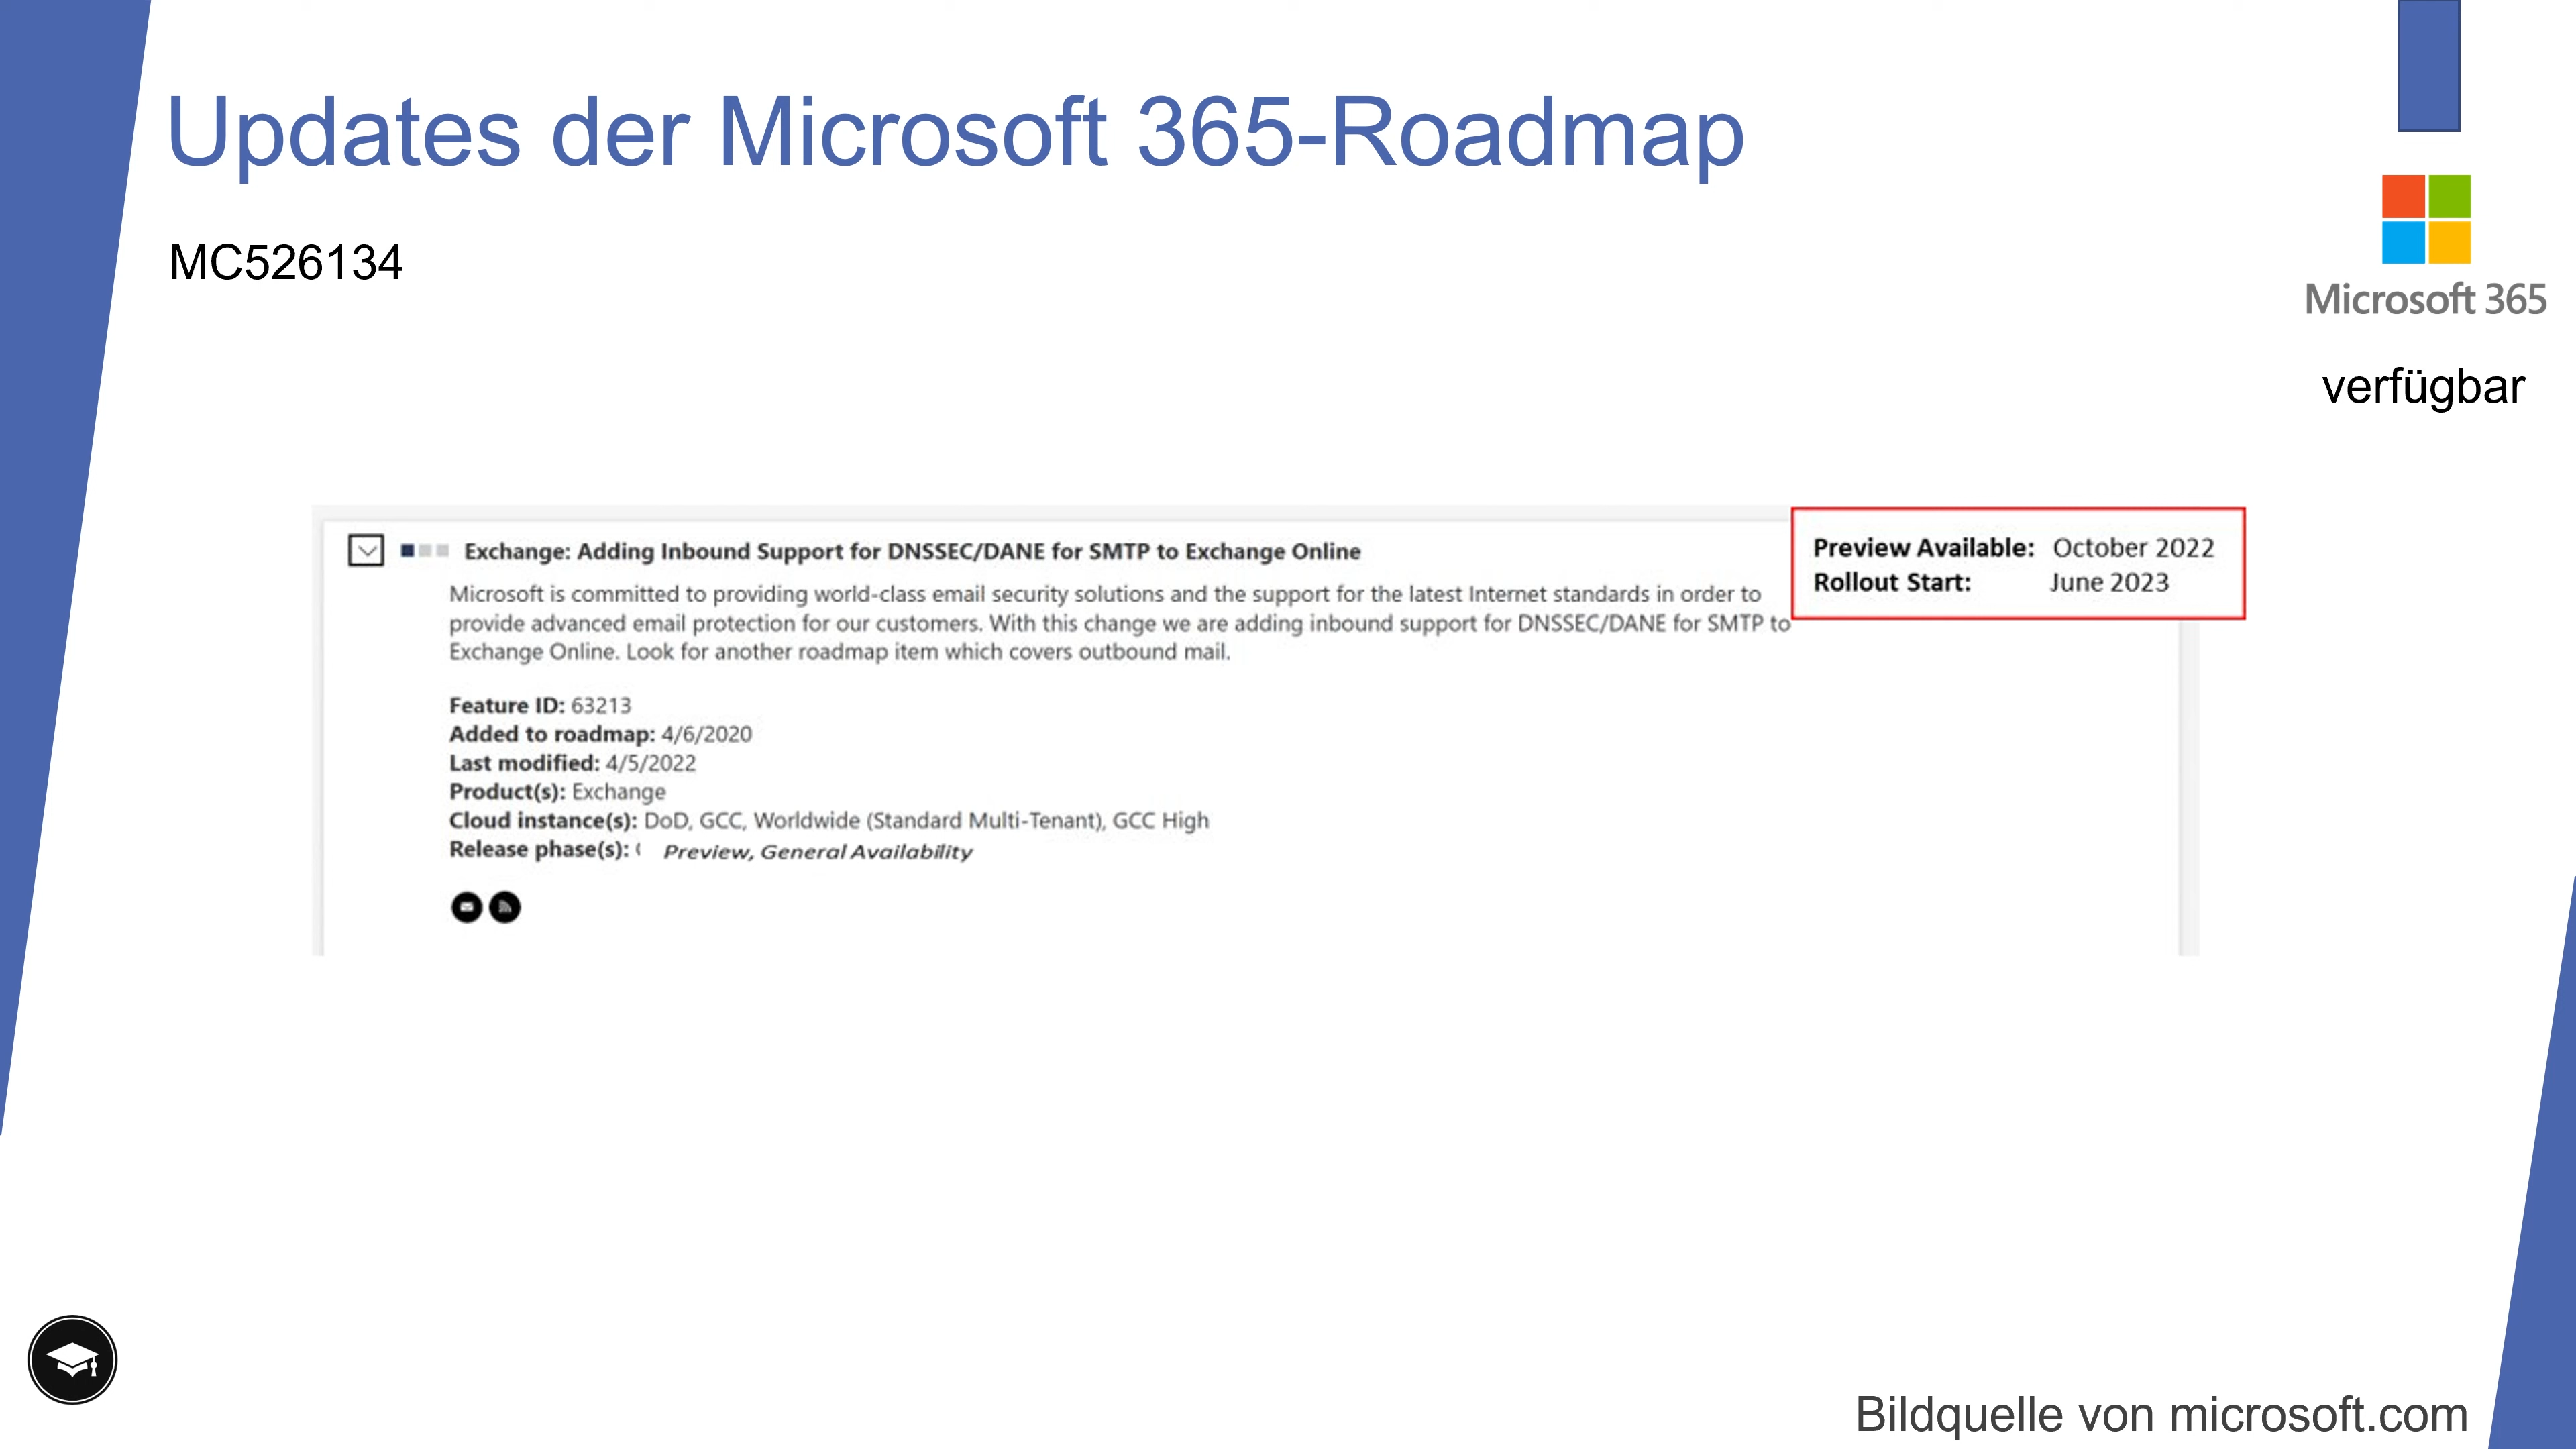 Updates der Microsoft 365-Roadmap
MC526134
Microsoft 365
verfügbar
Exchange: Adding Inbound Support for DNSSEC/DANE for SMTP to Exchange Online
Preview Available: October 2022
Rollout Start: June 2023
Microsoft is committed to providing world-class email security solutions and the support for the latest Internet standards in order to
provide advanced email protection for our customers. With this change we are adding inbound support for DNSSEC/DANE for SMTP to
Exchange Online. Look for another roadmap item which covers outbound mail.
Feature ID: 63213
Added to roadmap: 4/6/2020
Last modified: 4/5/2022
Product(s): Exchange
Cloud instance(s): DoD, GCC, Worldwide (Standard Multi-Tenant), GCC High
Release phase(s): Preview, General Availability
Bildquelle von microsoft.com